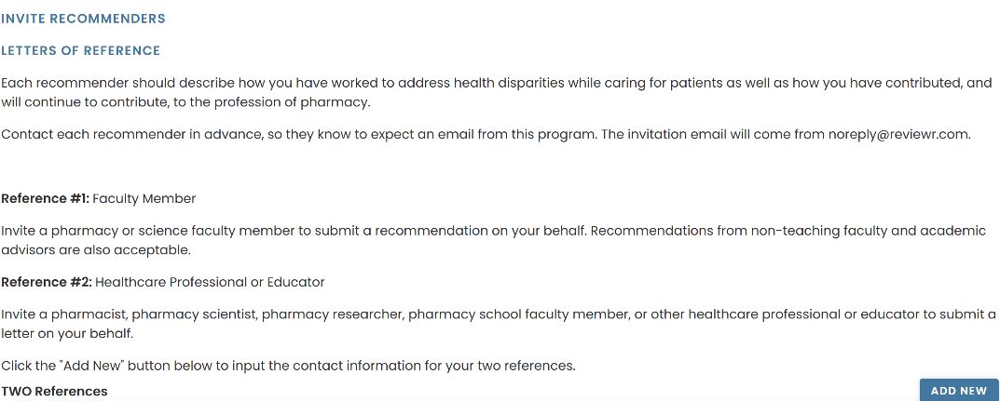 INVITE RECOMMENDERS
LETTERS OF REFERENCE
Each recommender should describe how you have worked to address health disparities while caring for patients as well as how you have contributed, and
will continue to contribute, to the profession of pharmacy.
Contact each recommender in advance, so they know to expect an email from this program. The invitation email will come from noreply@reviewr.com.
Reference #1: Faculty Member
Invite a pharmacy or science faculty member to submit a recommendation on your behalf. Recommendations from non-teaching faculty and academic
advisors are also acceptable.
Reference #2: Healthcare Professional or Educator
Invite a pharmacist, pharmacy scientist, pharmacy researcher, pharmacy school faculty member, or other healthcare professional or educator to submit a
letter on your behalf.
Click the "Add New" button below to input the contact information for your two references.
TWO References
ADD NEW